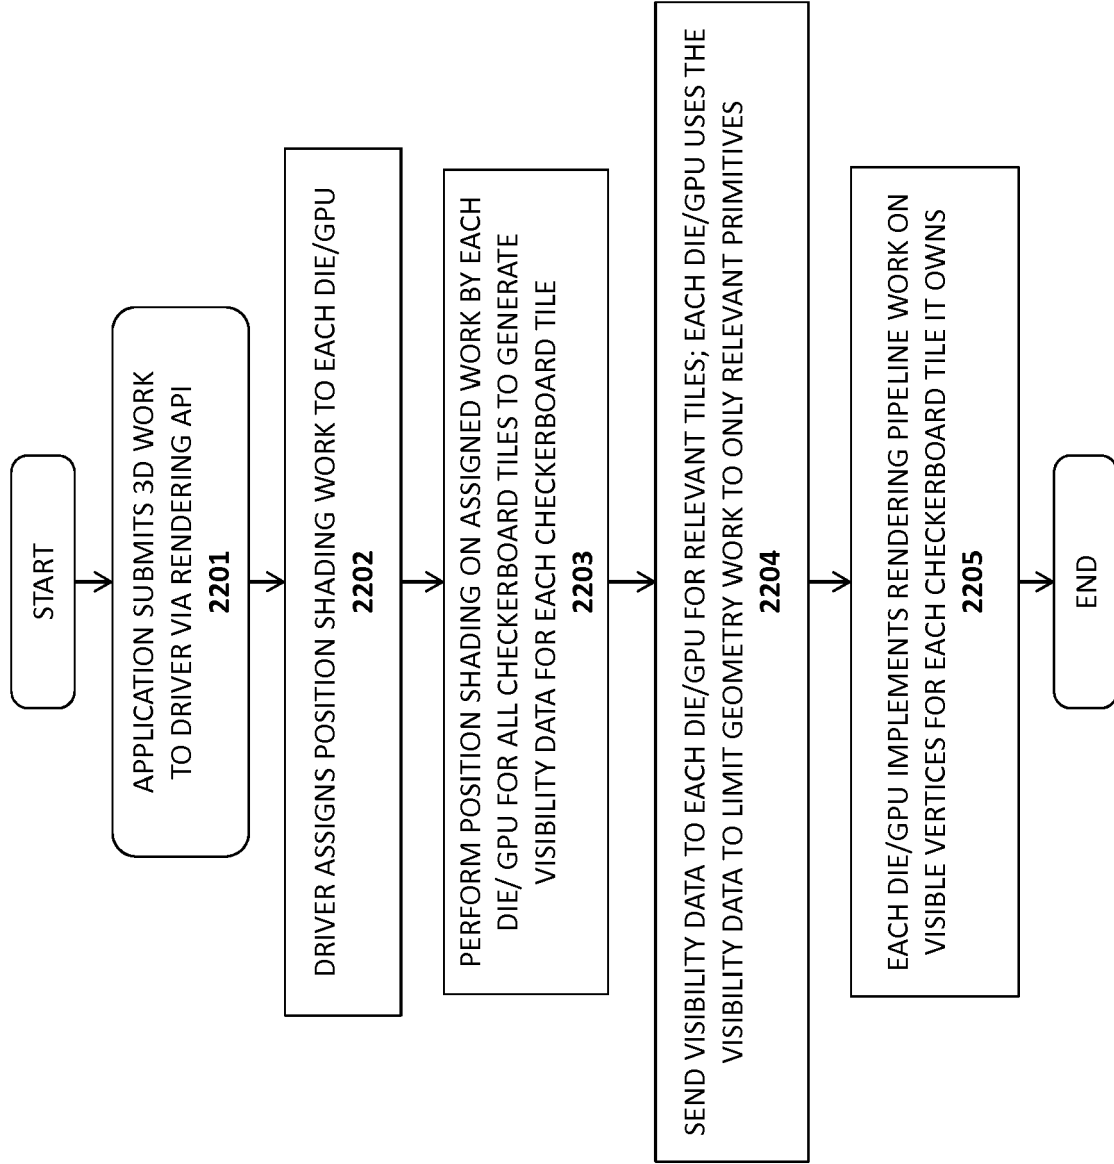 START
APPLICATION SUBMITS 3D WORK
TO DRIVER VIA RENDERING API
2201
DRIVER ASSIGNS POSITION SHADING WORK TO EACH DIE/GPU
2202
PERFORM POSITION SHADING ON ASSIGNED WORK BY EACH
DIE/ GPU FOR ALL CHECKERBOARD TILES TO GENERATE
VISIBILITY DATA FOR EACH CHECKERBOARD TILE
2203
SEND VISIBILITY DATA TO EACH DIE/GPU FOR RELEVANT TILES; EACH DIE/GPU USES THE
VISIBILITY DATA TO LIMIT GEOMETRY WORK TO ONLY RELEVANT PRIMITIVES
2204
EACH DIE/GPU IMPLEMENTS RENDERING PIPELINE WORK ON
VISIBLE VERTICES FOR EACH CHECKERBOARD TILE IT OWNS
2205
END